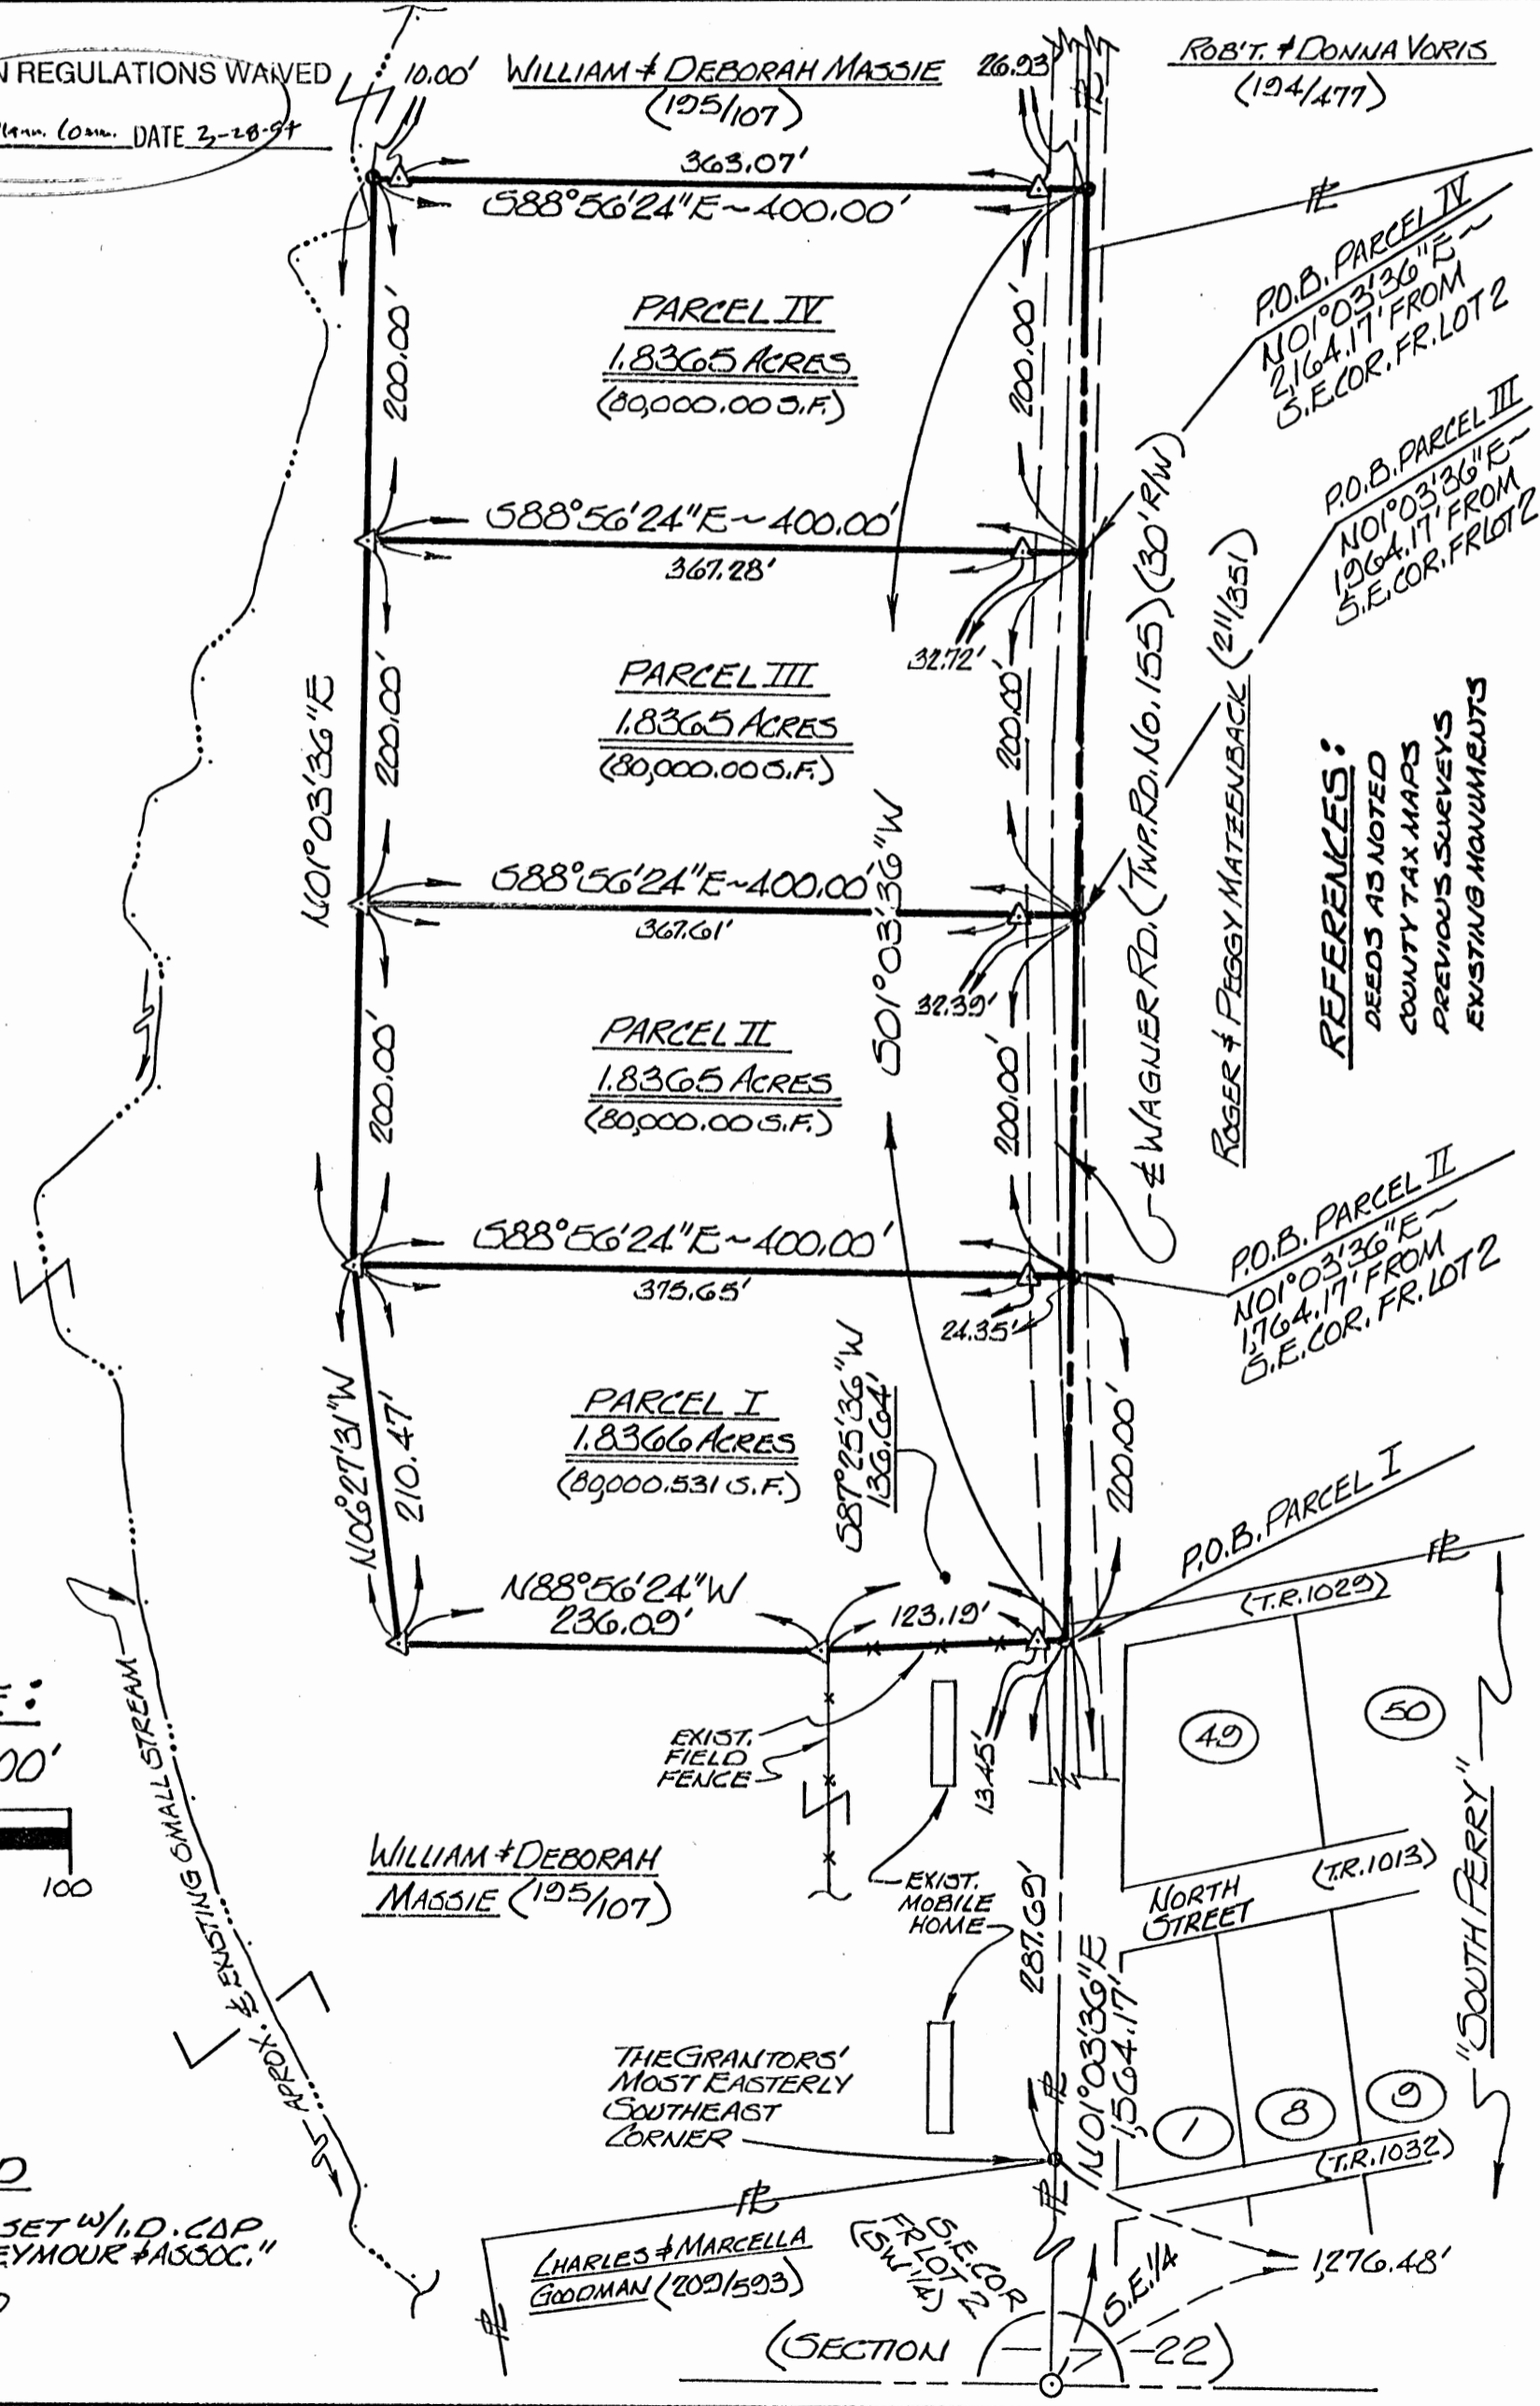 N REGULATIONS WAIVED
DATE 3-28-94
10.00'
WILLIAM & DEBORAH MASSIE
(195/107)
26.93
ROB'T. & DONNA VORIS
(194/477)
363.07'
S88°56'24"E~400.00'
PARCEL IV
1.8365 ACRES
(80,000.00 S.F.)
200.00'
200.00'
P.O.B. PARCEL IV
N01°03'36"E~
2,164.17' FROM
S.E.COR.FR.LOT 2
S88°56'24"E~400.00'
367.28'
32.72'
P.O.B. PARCEL III
N01°03'36"E~
1,964.17' FROM
S.E.COR.FR.LOT 2
N01°03'36"E
PARCEL III
1.8365 ACRES
(80,000.00 S.F.)
200.00'
200.00'
S01°03'36"W
℄ WAGNER RD. (TWP. RD. No. 155) (30' R/W)
ROGER & PEGGY MATZENBACK (211/351)
REFERENCES:
DEEDS AS NOTED
COUNTY TAX MAPS
PREVIOUS SURVEYS
EXISTING MONUMENTS
S88°56'24"E~400.00'
367.61'
32.39'
PARCEL II
1.8365 ACRES
(80,000.00 S.F.)
200.00'
200.00'
S88°56'24"E~400.00'
375.65'
24.35'
P.O.B. PARCEL II
N01°03'36"E~
1,764.17' FROM
S.E.COR.FR.LOT 2
N06°27'31"W
210.47'
PARCEL I
1.8366 ACRES
(80,000.531 S.F.)
S87°25'36"W
136.64'
200.00'
P.O.B. PARCEL I
N88°56'24"W
236.09'
123.19'
13.45'
(T.R.1029)
49
50
EXIST.
FIELD
FENCE
00'
100
WILLIAM & DEBORAH
MASSIE (195/107)
EXIST.
MOBILE
HOME
287.69'
N01°03'36"E
1,564.17'
NORTH
STREET
(T.R.1013)
"SOUTH PERRY"
1
8
9
(T.R.1032)
APROX. ℄ EXISTING SMALL STREAM
THE GRANTORS'
MOST EASTERLY
SOUTHEAST
CORNER
D
SET W/I.D. CAP
EYMOUR & ASSOC."
CHARLES & MARCELLA
GOODMAN (209/593)
S.E.COR
FR LOT 2
(SW 1/4)
S.E. 1/4
1,276.48'
(SECTION -22)